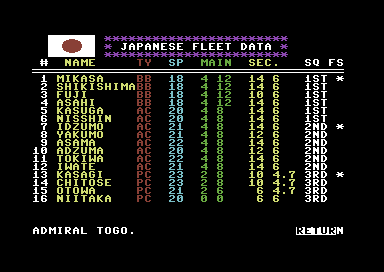 JAPANESE FLEET DATA
# NAME TY SP MAIN SEC. SQ FS
1 MIKASA BB 18 4 12 14 6 1ST *
2 SHIKISHIMA BB 18 4 12 14 6 1ST
3 FUJI BB 18 4 12 10 6 1ST
4 ASAHI BB 18 4 12 14 6 1ST
5 KASUGA AC 20 4 8 14 6 1ST
6 NISSHIN AC 20 4 8 14 6 1ST
7 IDZUMO AC 21 4 8 14 6 2ND *
8 YAKUMO AC 21 4 8 12 6 2ND
9 ASAMA AC 22 4 8 14 6 2ND
10 ADZUMA AC 20 4 8 12 6 2ND
11 TOKIWA AC 22 4 8 14 6 2ND
12 IWATE AC 21 4 8 14 6 2ND
13 KASAGI PC 23 2 8 10 4.7 3RD *
14 CHITOSE PC 23 2 8 10 4.7 3RD
15 OTOWA PC 21 2 6 6 4.7 3RD
16 NIITAKA PC 20 0 0 6 6 3RD
ADMIRAL TOGO. RETURN